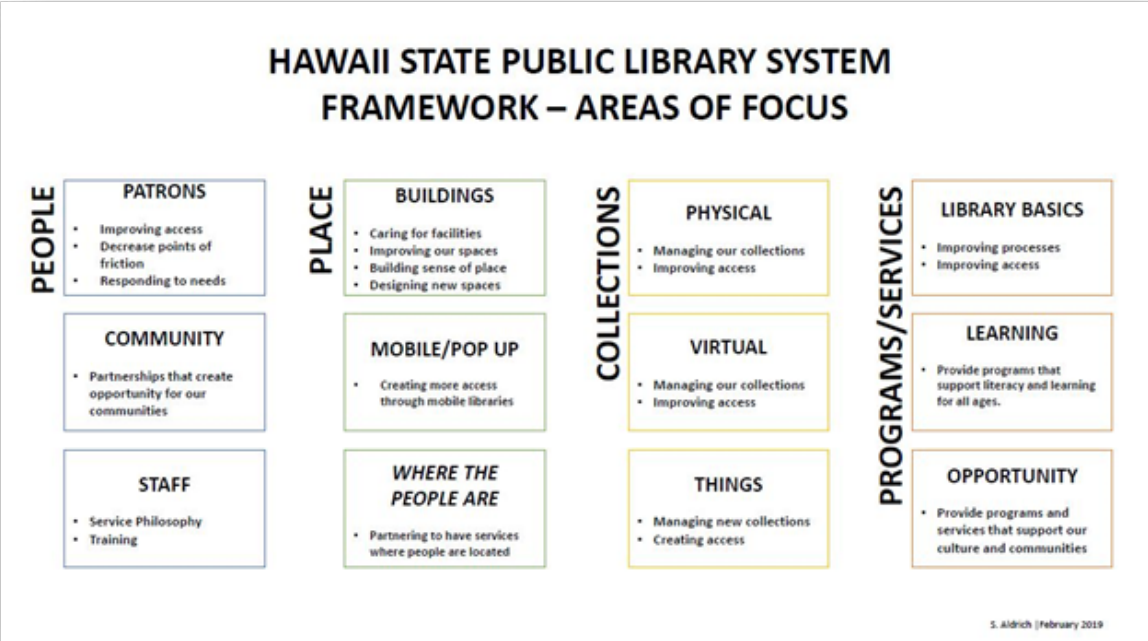 HAWAII STATE PUBLIC LIBRARY SYSTEM
FRAMEWORK – AREAS OF FOCUS
PEOPLE
PATRONS
• Improving access
• Decrease points of
friction
• Responding to needs
COMMUNITY
• Partnerships that create
opportunity for our
communities
STAFF
• Service Philosophy
• Training
PLACE
BUILDINGS
• Caring for facilities
• Improving our spaces
• Building sense of place
• Designing new spaces
MOBILE/POP UP
• Creating more access
through mobile libraries
WHERE THE
PEOPLE ARE
• Partnering to have services
where people are located
COLLECTIONS
PHYSICAL
• Managing our collections
• Improving access
VIRTUAL
• Managing our collections
• Improving access
THINGS
• Managing new collections
• Creating access
PROGRAMS/SERVICES
LIBRARY BASICS
• Improving processes
• Improving access
LEARNING
• Provide programs that
support literacy and learning
for all ages.
OPPORTUNITY
• Provide programs and
services that support our
culture and communities
S. Aldrich |February 2019